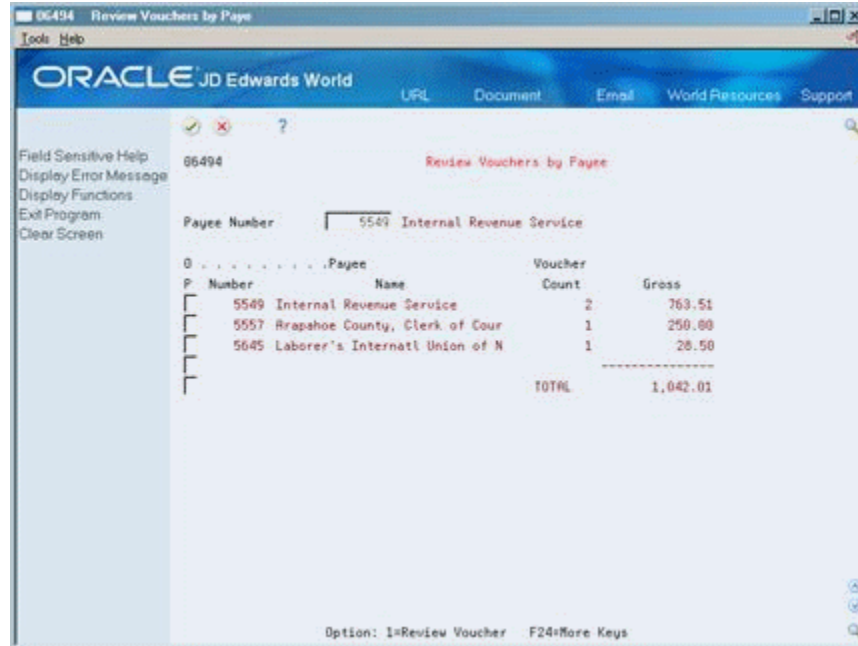 06494 Review Vouchers by Paye
Tools Help
ORACLE JD Edwards World
URL Document Email World Resources Support
Field Sensitive Help
Display Error Message
Display Functions
Exit Program
Clear Screen
06494 Review Vouchers by Payee
Payee Number 5549 Internal Revenue Service
O . . . . . . . . . .Payee Voucher
P Number Name Count Gross
5549 Internal Revenue Service 2 763.51
5557 Arapahoe County, Clerk of Cour 1 250.00
5645 Laborer's Internatl Union of N 1 28.50
---------------
TOTAL 1,042.01
Option: 1=Review Voucher F24=More Keys